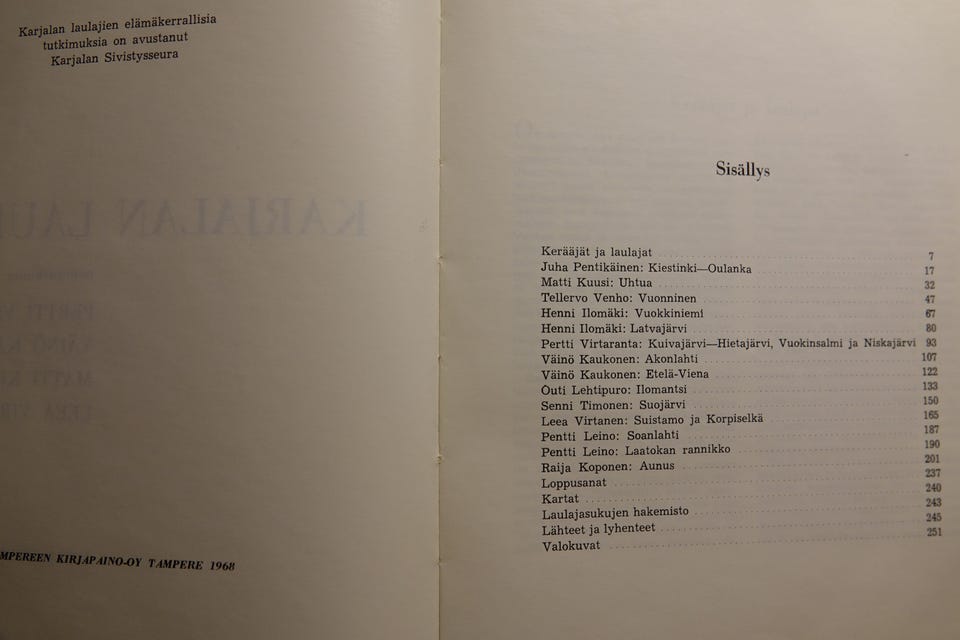 Karjalan laulajien elämäkerrallisia
tutkimuksia on avustanut
Karjalan Sivistysseura
MPEREEN KIRJAPAINO-OY TAMPERE 1968
Sisällys
Kerääjät ja laulajat 7
Juha Pentikäinen: Kiestinki—Oulanka 17
Matti Kuusi: Uhtua 32
Tellervo Venho: Vuonninen 47
Henni Ilomäki: Vuokkiniemi 67
Henni Ilomäki: Latvajärvi 80
Pertti Virtaranta: Kuivajärvi—Hietajärvi, Vuokinsalmi ja Niskajärvi 93
Väinö Kaukonen: Akonlahti 107
Väinö Kaukonen: Etelä-Viena 122
Outi Lehtipuro: Ilomantsi 133
Senni Timonen: Suojärvi 150
Leea Virtanen: Suistamo ja Korpiselkä 165
Pentti Leino: Soanlahti 187
Pentti Leino: Laatokan rannikko 190
Raija Koponen: Aunus 201
Loppusanat 237
Kartat 240
Laulajasukujen hakemisto 243
Lähteet ja lyhenteet 245
Valokuvat 251